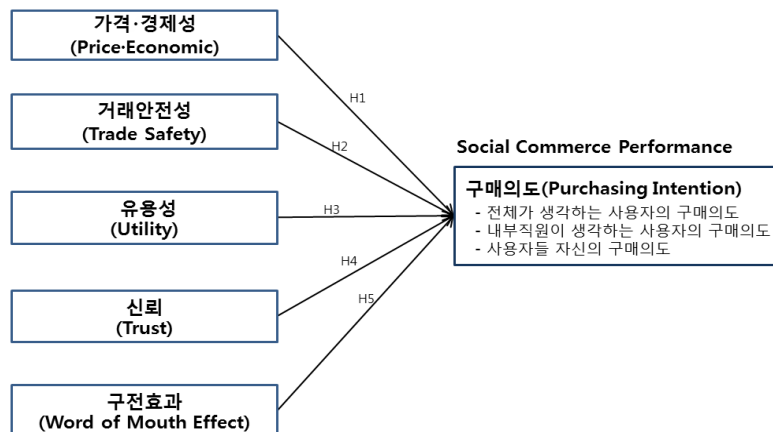 가격·경제성
(Price·Economic)
H1
거래안전성
(Trade Safety)
H2
Social Commerce Performance
구매의도(Purchasing Intention)
- 전체가 생각하는 사용자의 구매의도
- 내부직원이 생각하는 사용자의 구매의도
- 사용자들 자신의 구매의도
유용성
(Utility)
H3
H4
신뢰
(Trust)
H5
구전효과
(Word of Mouth Effect)